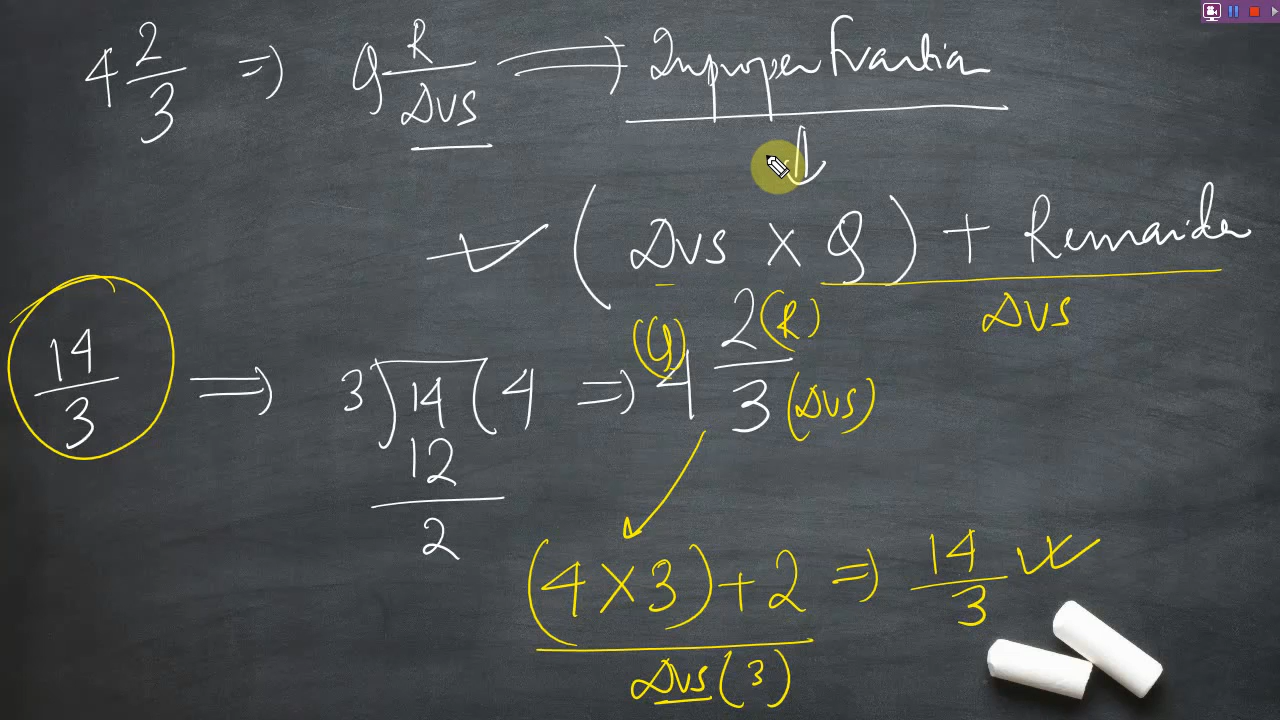 4 2/3 => Q R/DVS => Improper Fraction
(DVS X Q) + Remainder
DVS
14/3 => 3)14(4 => (Q) 4 2 (R)/3 (DVS)
12
2
(4 X 3) + 2 => 14/3
DVS (3)